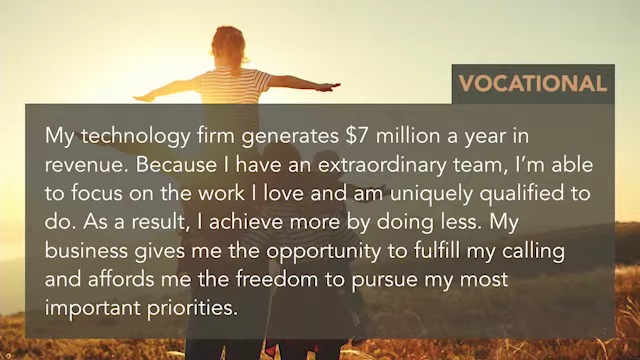 VOCATIONAL
My technology firm generates $7 million a year in
revenue. Because I have an extraordinary team, I’m able
to focus on the work I love and am uniquely qualified to
do. As a result, I achieve more by doing less. My
business gives me the opportunity to fulfill my calling
and affords me the freedom to pursue my most
important priorities.